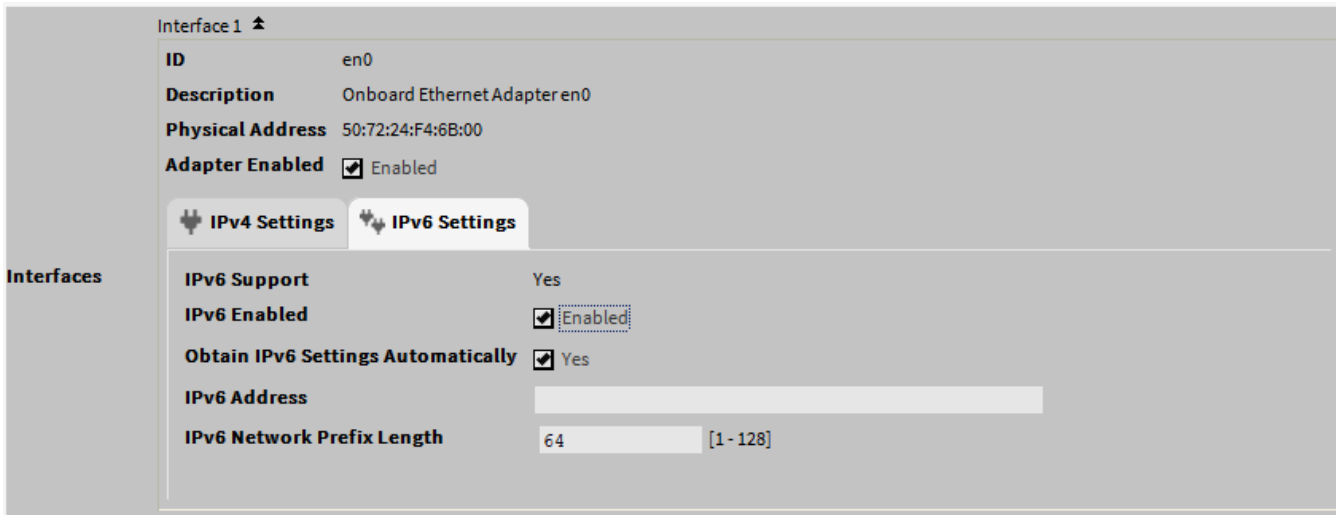 Interface 1
ID en0
Description Onboard Ethernet Adapter en0
Physical Address 50:72:24:F4:6B:00
Adapter Enabled Enabled
IPv4 Settings IPv6 Settings
Interfaces
IPv6 Support Yes
IPv6 Enabled Enabled
Obtain IPv6 Settings Automatically Yes
IPv6 Address
IPv6 Network Prefix Length 64 [1 - 128]